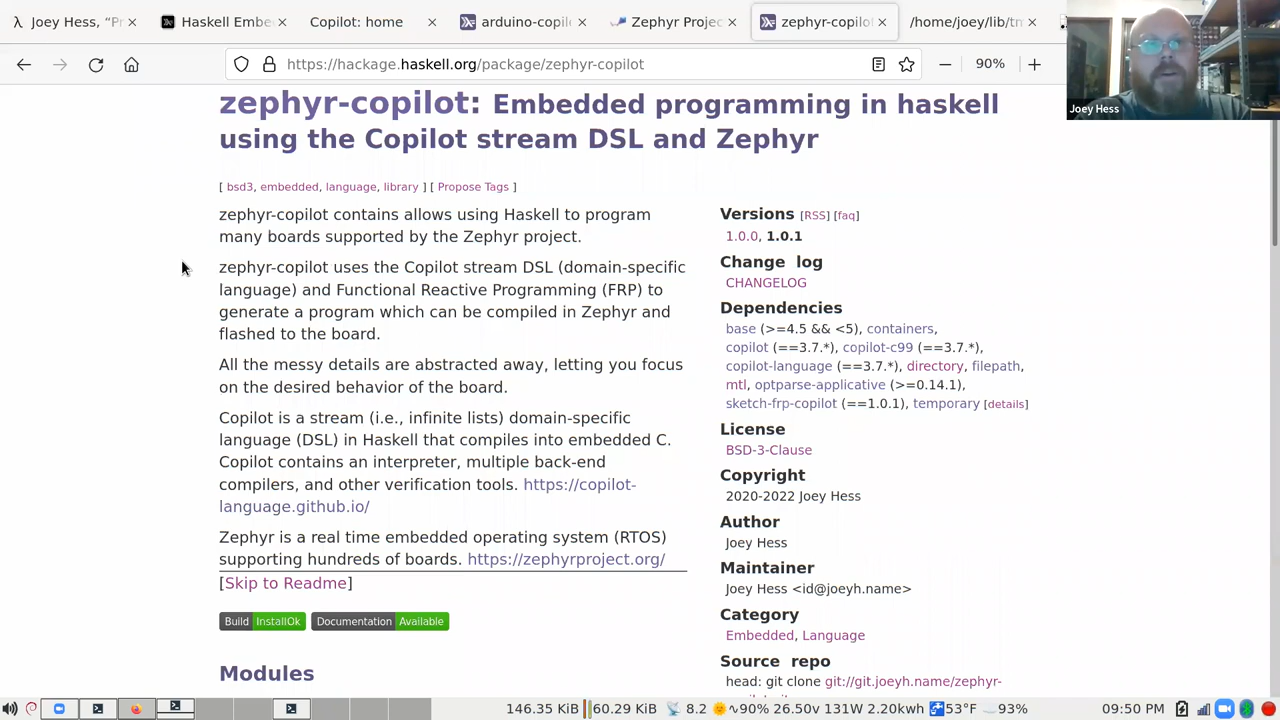 Joey Hess, “Pr
Haskell Embe
Copilot: home
arduino-copil
Zephyr Projec
zephyr-copilot
/home/joey/lib/tm
https://hackage.haskell.org/package/zephyr-copilot
90%
Joey Hess
zephyr-copilot: Embedded programming in haskell
using the Copilot stream DSL and Zephyr
[ bsd3, embedded, language, library ] [ Propose Tags ]
zephyr-copilot contains allows using Haskell to program
many boards supported by the Zephyr project.
zephyr-copilot uses the Copilot stream DSL (domain-specific
language) and Functional Reactive Programming (FRP) to
generate a program which can be compiled in Zephyr and
flashed to the board.
All the messy details are abstracted away, letting you focus
on the desired behavior of the board.
Copilot is a stream (i.e., infinite lists) domain-specific
language (DSL) in Haskell that compiles into embedded C.
Copilot contains an interpreter, multiple back-end
compilers, and other verification tools. https://copilot-
language.github.io/
Zephyr is a real time embedded operating system (RTOS)
supporting hundreds of boards. https://zephyrproject.org/
[Skip to Readme]
Build InstallOk Documentation Available
Modules
Versions [RSS] [faq]
1.0.0, 1.0.1
Change log
CHANGELOG
Dependencies
base (>=4.5 && <5), containers,
copilot (==3.7.*), copilot-c99 (==3.7.*),
copilot-language (==3.7.*), directory, filepath,
mtl, optparse-applicative (>=0.14.1),
sketch-frp-copilot (==1.0.1), temporary [details]
License
BSD-3-Clause
Copyright
2020-2022 Joey Hess
Author
Joey Hess
Maintainer
Joey Hess <id@joeyh.name>
Category
Embedded, Language
Source repo
head: git clone git://git.joeyh.name/zephyr-
146.35 KiB 60.29 KiB 8.2 ∿90% 26.50v 131W 2.20kwh 53°F 93% 09:50 PM